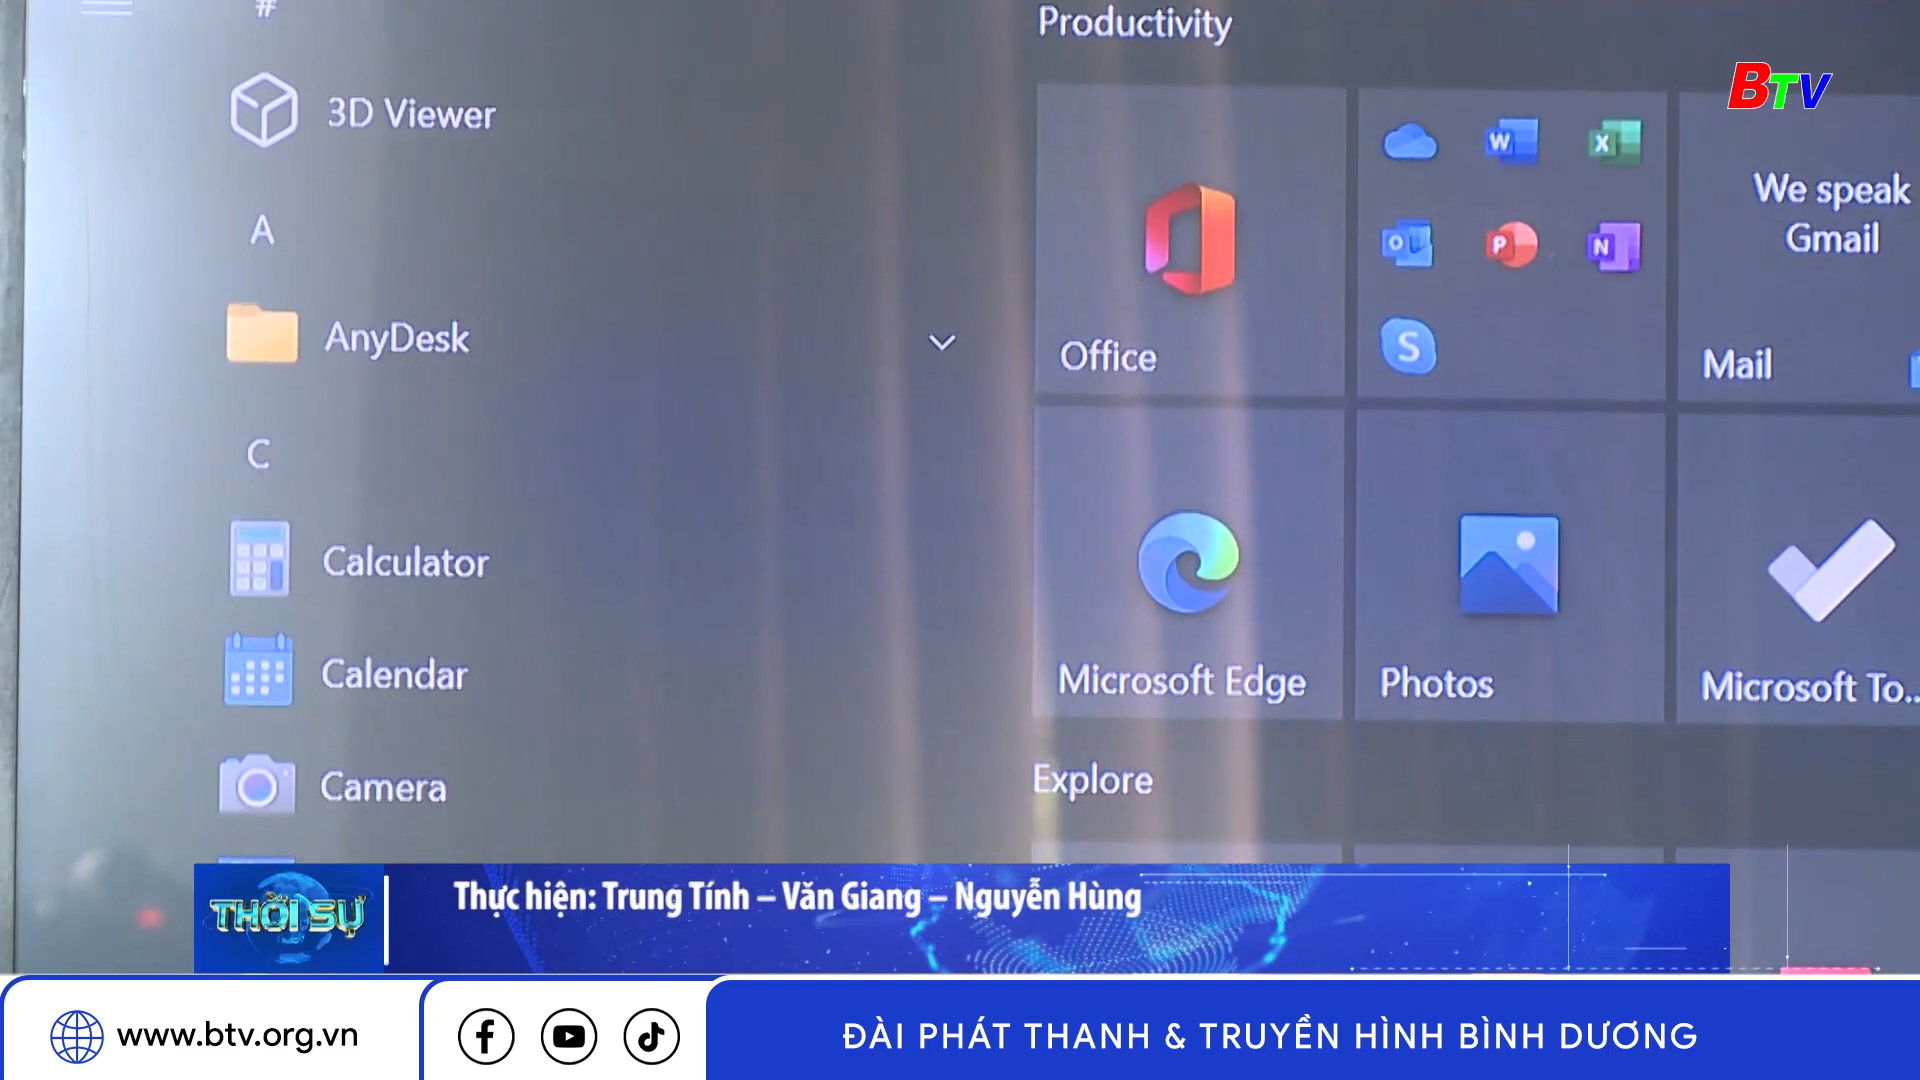 #
Productivity
BTV
3D Viewer
A
AnyDesk
C
Calculator
Calendar
Camera
Office
W
X
O
P
N
S
We speak
Gmail
Mail
Microsoft Edge
Photos
Microsoft To...
Explore
THỜI SỰ
Thực hiện: Trung Tính – Văn Giang – Nguyễn Hùng
www.btv.org.vn
ĐÀI PHÁT THANH & TRUYỀN HÌNH BÌNH DƯƠNG